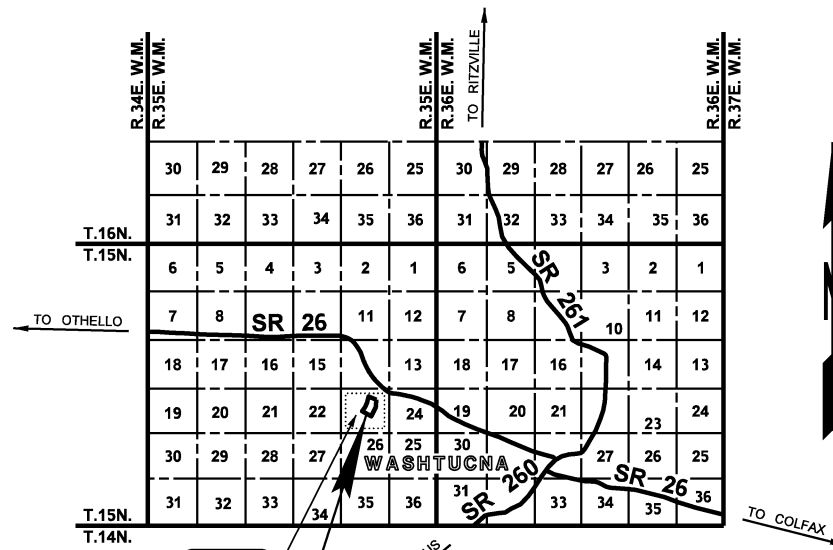 R.34E. W.M.
R.35E. W.M.
R.35E. W.M.
R.36E. W.M.
TO RITZVILLE
R.36E. W.M.
R.37E. W.M.
30 29 28 27 26 25 30 29 28 27 26 25
31 32 33 34 35 36 31 32 33 34 35 36
T.16N.
T.15N.
6 5 4 3 2 1 6 5 3 2 1
SR 261
N
TO OTHELLO
7 8 SR 26 11 12 7 8 10 11 12
18 17 16 15 13 18 17 16 14 13
19 20 21 22 24 19 20 21 23 24
30 29 28 27 26 25 30 27 26 25
WASHTUCNA
31 32 33 34 35 36 31 SR 260 33 34 SR 26 35 36
TO COLFAX
T.15N.
T.14N.
US